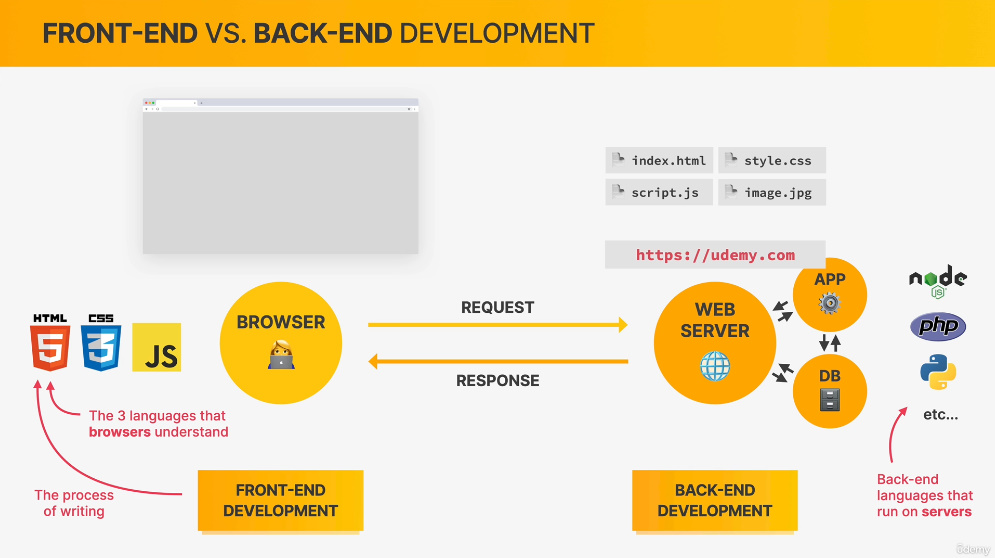 FRONT-END VS. BACK-END DEVELOPMENT
index.html
style.css
script.js
image.jpg
https://udemy.com
HTML
5
CSS
3
JS
BROWSER
REQUEST
RESPONSE
WEB
SERVER
APP
DB
node
JS
php
etc...
The 3 languages that
browsers understand
The process
of writing
FRONT-END
DEVELOPMENT
BACK-END
DEVELOPMENT
Back-end
languages that
run on servers
ûdemy